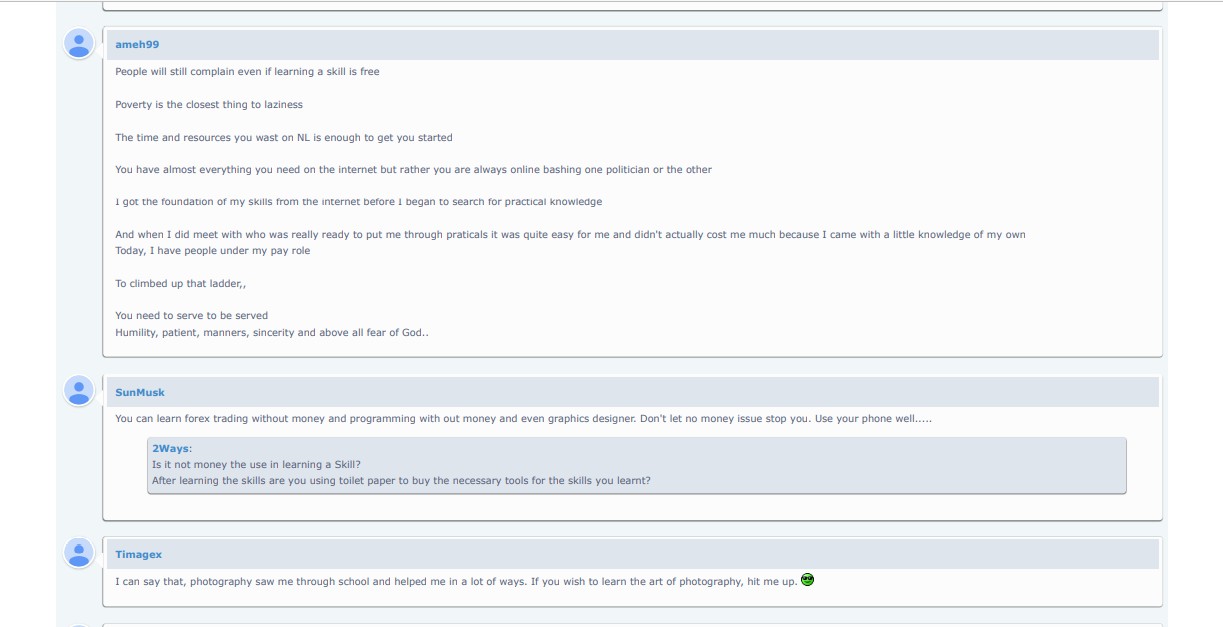 ameh99
People will still complain even if learning a skill is free
Poverty is the closest thing to laziness
The time and resources you wast on NL is enough to get you started
You have almost everything you need on the internet but rather you are always online bashing one politician or the other
I got the foundation of my skills from the internet before I began to search for practical knowledge
And when I did meet with who was really ready to put me through praticals it was quite easy for me and didn't actually cost me much because I came with a little knowledge of my own
Today, I have people under my pay role
To climbed up that ladder,,
You need to serve to be served
Humility, patient, manners, sincerity and above all fear of God..
SunMusk
You can learn forex trading without money and programming with out money and even graphics designer. Don't let no money issue stop you. Use your phone well.....
2Ways:
Is it not money the use in learning a Skill?
After learning the skills are you using toilet paper to buy the necessary tools for the skills you learnt?
Timagex
I can say that, photography saw me through school and helped me in a lot of ways. If you wish to learn the art of photography, hit me up.